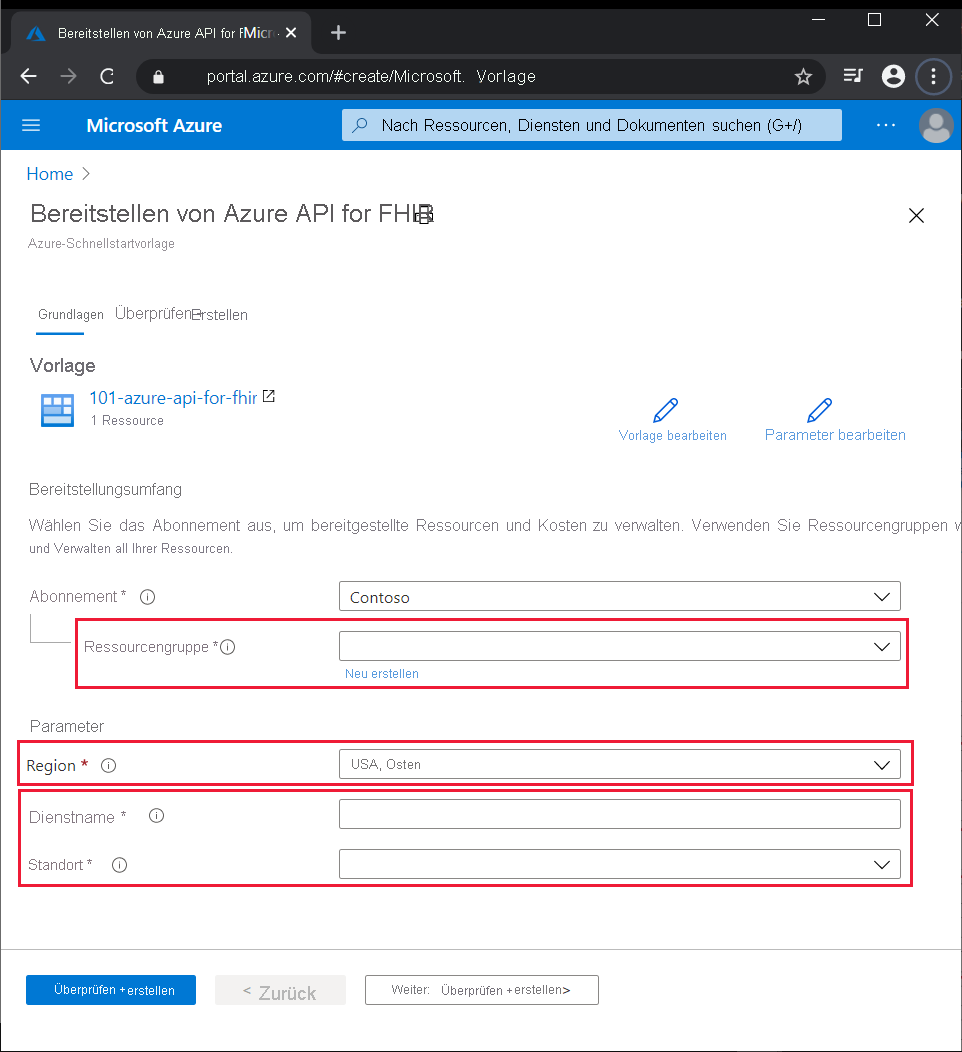 Bereitstellen von Azure API for FMicr
portal.azure.com/#create/Microsoft. Vorlage
Microsoft Azure
Nach Ressourcen, Diensten und Dokumenten suchen (G+/)
Home >
Bereitstellen von Azure API for FHIR
Azure-Schnellstartvorlage
Grundlagen Überprüfen + Erstellen
Vorlage
101-azure-api-for-fhir
1 Ressource
Vorlage bearbeiten
Parameter bearbeiten
Bereitstellungsumfang
Wählen Sie das Abonnement aus, um bereitgestellte Ressourcen und Kosten zu verwalten. Verwenden Sie Ressourcengruppen
und Verwalten all Ihrer Ressourcen.
Abonnement *
Contoso
Ressourcengruppe *
Neu erstellen
Parameter
Region *
USA, Osten
Dienstname *
Standort *
Überprüfen + erstellen
< Zurück
Weiter: Überprüfen + erstellen>